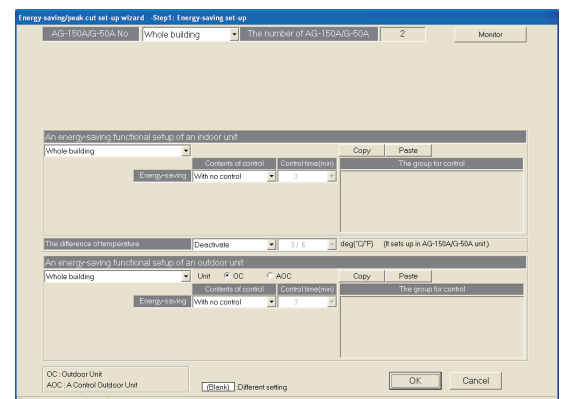 Energy-saving/peak cut set-up wizard -Step1: Energy-saving set-up
AG-150A/G-50A No Whole building The number of AG-150A/G-50A 2 Monitor
An energy-saving functional setup of an indoor unit
Whole building Copy Paste
Contents of control Control time(min) The group for control
Energy-saving With no control 3
The difference of temperature Deactivate 3 / 6 deg(°C/°F) (It sets up in AG-150A/G-50A unit.)
An energy-saving functional setup of an outdoor unit
Whole building Unit OC AOC Copy Paste
Contents of control Control time(min) The group for control
Energy-saving With no control 3
OC : Outdoor Unit
AOC : A Control Outdoor Unit
(Blank) :Different setting
OK Cancel